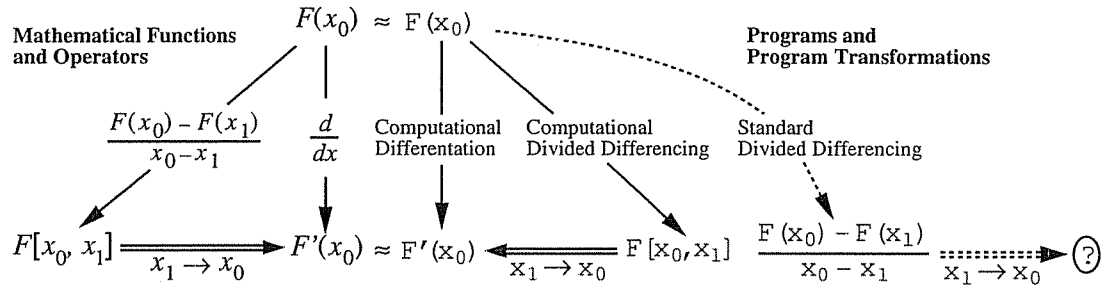 F(x₀) ≈ F(x₀)
Mathematical Functions
and Operators
Programs and
Program Transformations
F(x₀) – F(x₁)
x₀ – x₁
d
dx
Computational
Differentation
Computational
Divided Differencing
Standard
Divided Differencing
F[x₀, x₁]
x₁ → x₀
F'(x₀) ≈ F'(x₀)
x₁ → x₀
F[x₀,x₁]
F(x₀) – F(x₁)
x₀ – x₁
x₁ → x₀
?